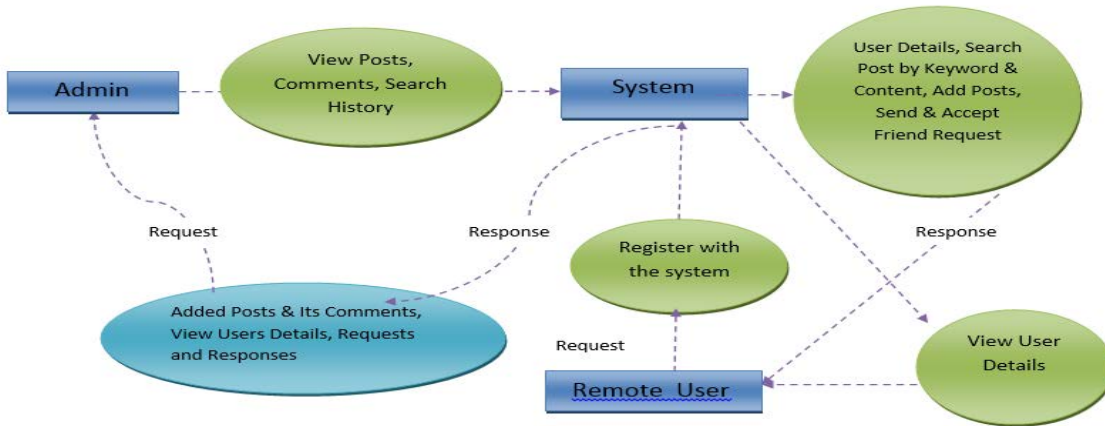 Admin
View Posts,
Comments, Search
History
System
User Details, Search
Post by Keyword &
Content, Add Posts,
Send & Accept
Friend Request
Request
Response
Register with
the system
Response
Added Posts & Its Comments,
View Users Details, Requests
and Responses
Request
Remote User
View User
Details